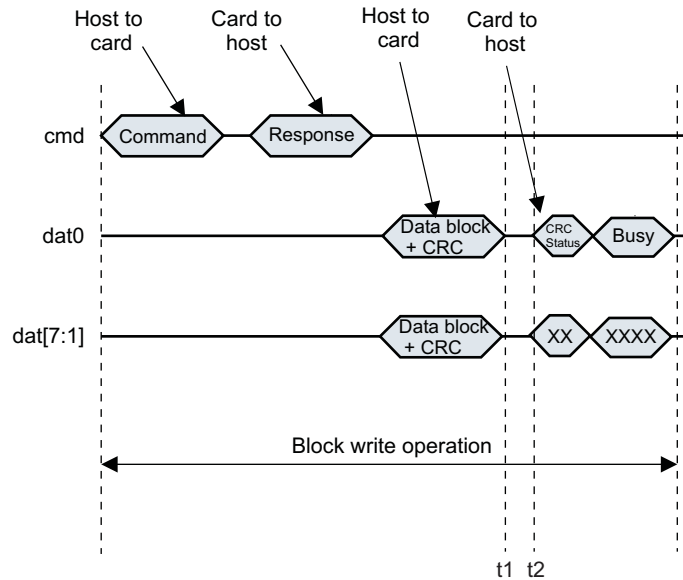 Host to
card
Card to
host
Host to
card
Card to
host
cmd
Command
Response
dat0
Data block
+ CRC
CRC
Status
Busy
dat[7:1]
Data block
+ CRC
XX
XXXX
Block write operation
t1
t2